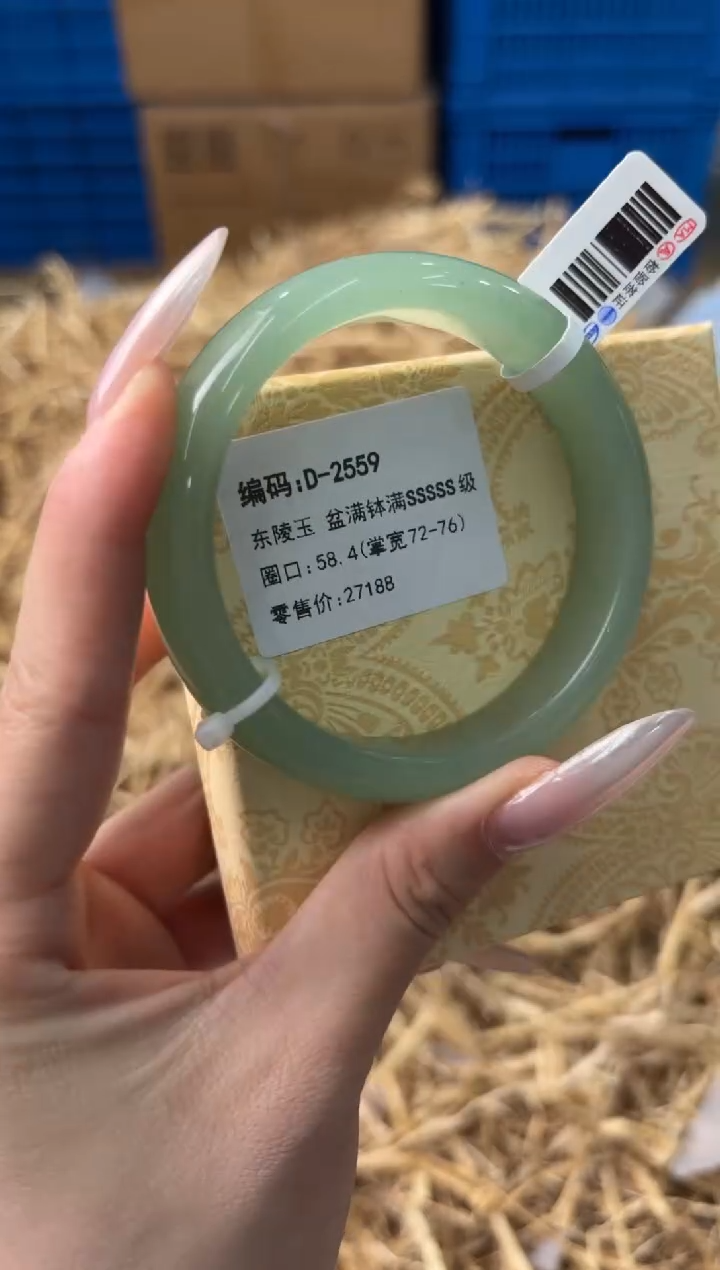 编码:D-2559
东陵玉 盆满钵满SSSSS级
圈口:58.4(掌宽72-76)
零售价:27188